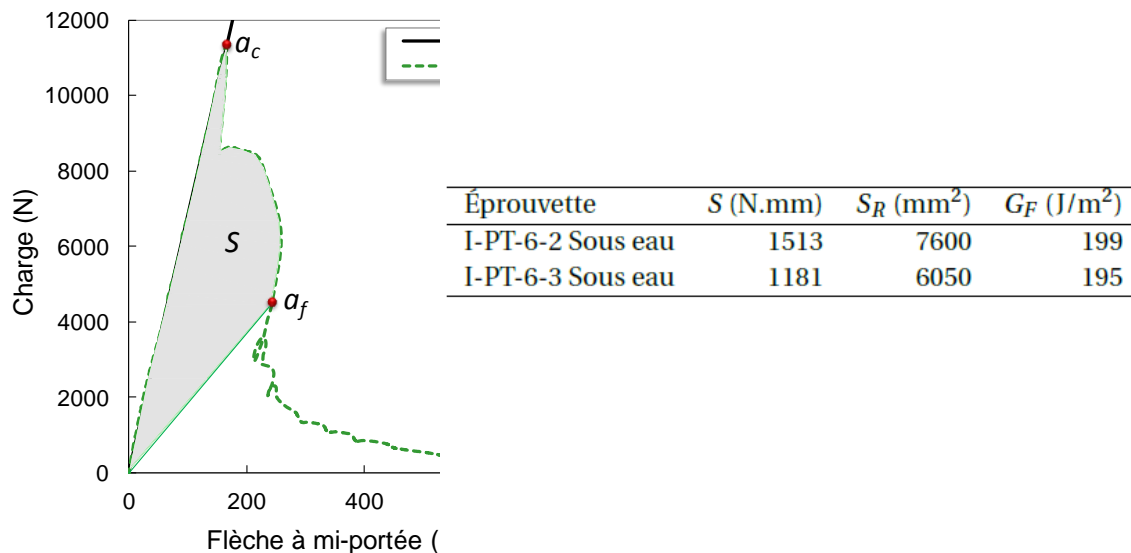 12000
10000
8000
6000
4000
2000
0
0 200 400
Charge (N)
Flèche à mi-portée (
a_c
S
a_f
Éprouvette S (N.mm) S_R (mm²) G_F (J/m²)
I-PT-6-2 Sous eau 1513 7600 199
I-PT-6-3 Sous eau 1181 6050 195